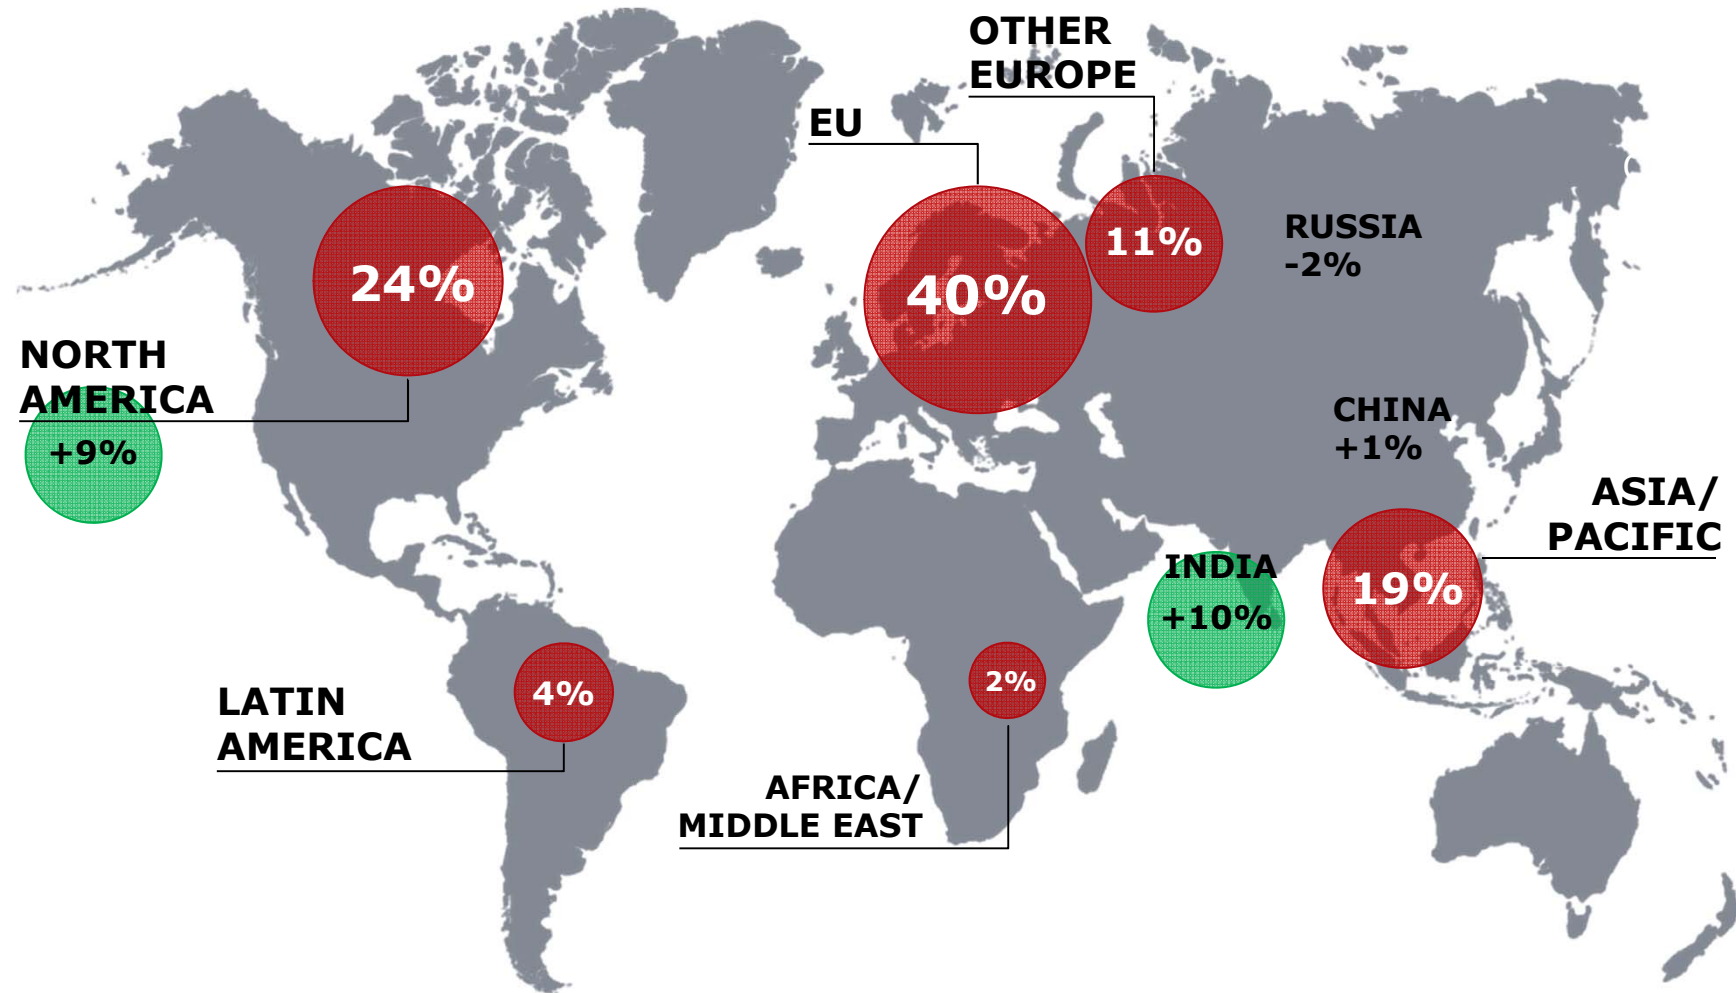 OTHER
EUROPE
EU
11%
RUSSIA
-2%
24%
40%
NORTH
AMERICA
+9%
CHINA
+1%
ASIA/
PACIFIC
INDIA
+10%
19%
4%
2%
LATIN
AMERICA
AFRICA/
MIDDLE EAST